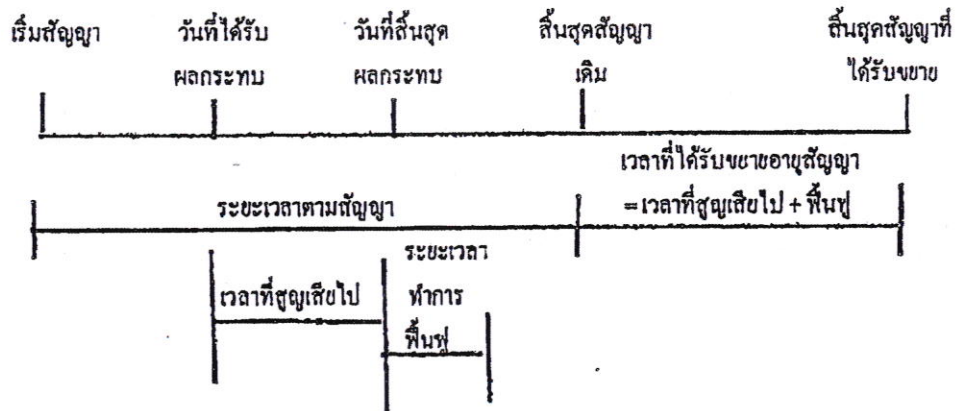 เริ่มสัญญา วันที่ได้รับ วันที่สิ้นสุด สิ้นสุดสัญญา สิ้นสุดสัญญาที่
ผลกระทบ ผลกระทบ เดิม ได้รับขยาย
เวลาที่ได้รับขยายอายุสัญญา
ระยะเวลาตามสัญญา =เวลาที่สูญเสียไป + ฟื้นฟู
ระยะเวลา
เวลาที่สูญเสียไป ทำการ
ฟื้นฟู